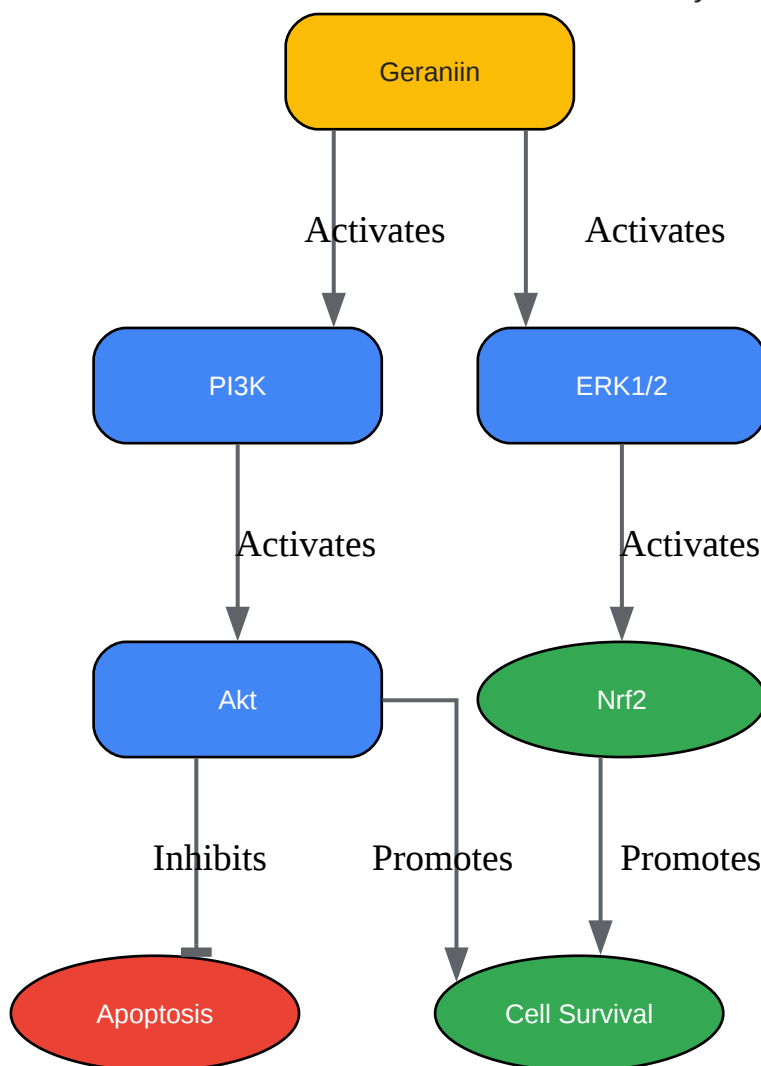 Geraniin
Activates
Activates
PI3K
ERK1/2
Activates
Activates
Akt
Nrf2
Inhibits
Promotes
Promotes
Apoptosis
Cell Survival